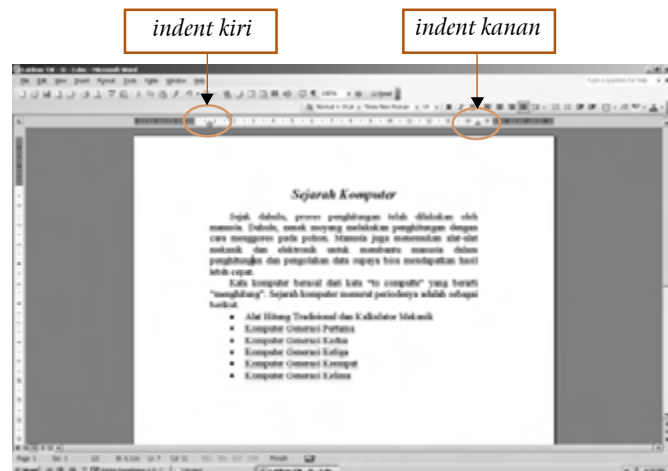 indent kiri indent kanan
Type a question for help
Sejarah Komputer
Sejak dahulu, proses penghitungan telah dilakukan oleh
manusia. Dahulu, nenek moyang melakukan penghitungan dengan
cara menggores pada pohon. Manusia juga menemukan alat-alat
mekanik dan elektronik untuk membantu manusia dalam
penghitungan dan pengolahan data supaya bisa mendapatkan hasil
lebih cepat.
Kata komputer berasal dari kata "to compute" yang berarti
"menghitung". Sejarah komputer menurut periodenya adalah sebagai
berikut.
• Alat Hitung Tradisional dan Kalkulator Mekanik
• Komputer Generasi Pertama
• Komputer Generasi Kedua
• Komputer Generasi Ketiga
• Komputer Generasi Keempat
• Komputer Generasi Kelima